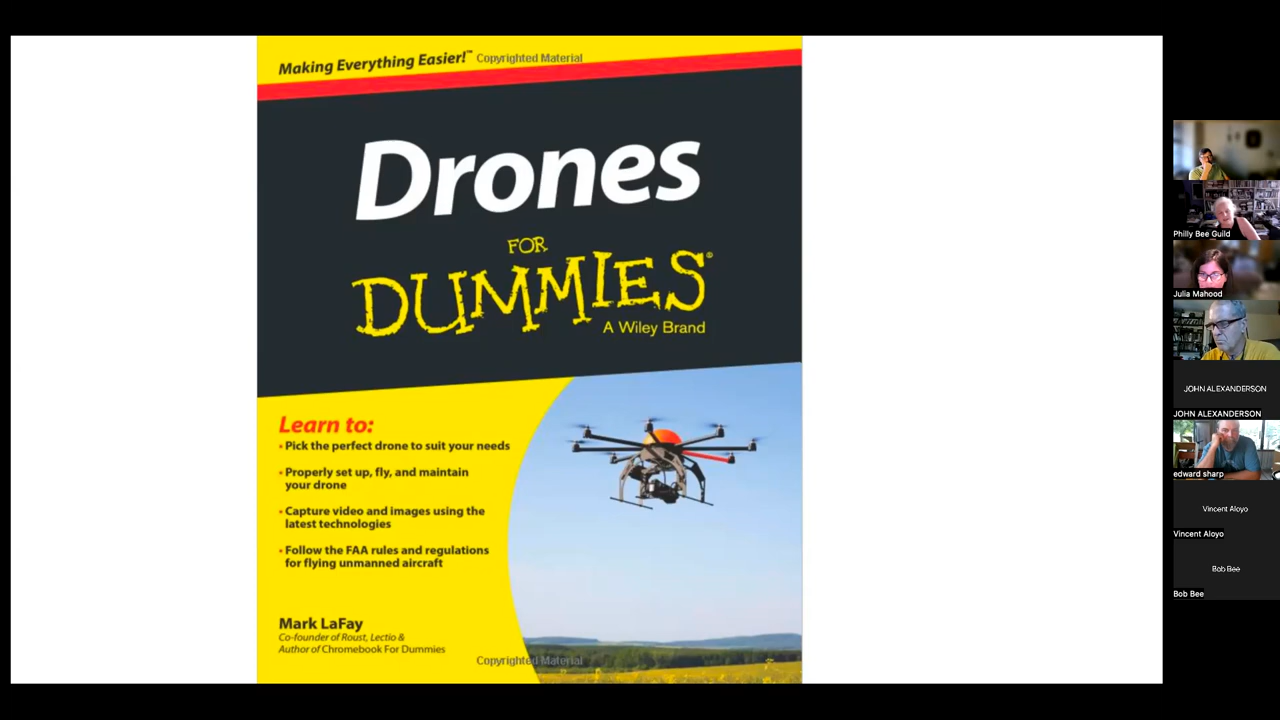 Making Everything Easier!™
Copyrighted Material
Drones
FOR
DUMMIES®
A Wiley Brand
Learn to:
• Pick the perfect drone to suit your needs
• Properly set up, fly, and maintain
your drone
• Capture video and images using the
latest technologies
• Follow the FAA rules and regulations
for flying unmanned aircraft
Mark LaFay
Co-founder of Roust, Lectio &
Author of Chromebook For Dummies
Copyrighted Material
Philly Bee Guild
Julia Mahood
JOHN ALEXANDERSON
JOHN ALEXANDERSON
edward sharp
Vincent Aloyo
Vincent Aloyo
Bob Bee
Bob Bee